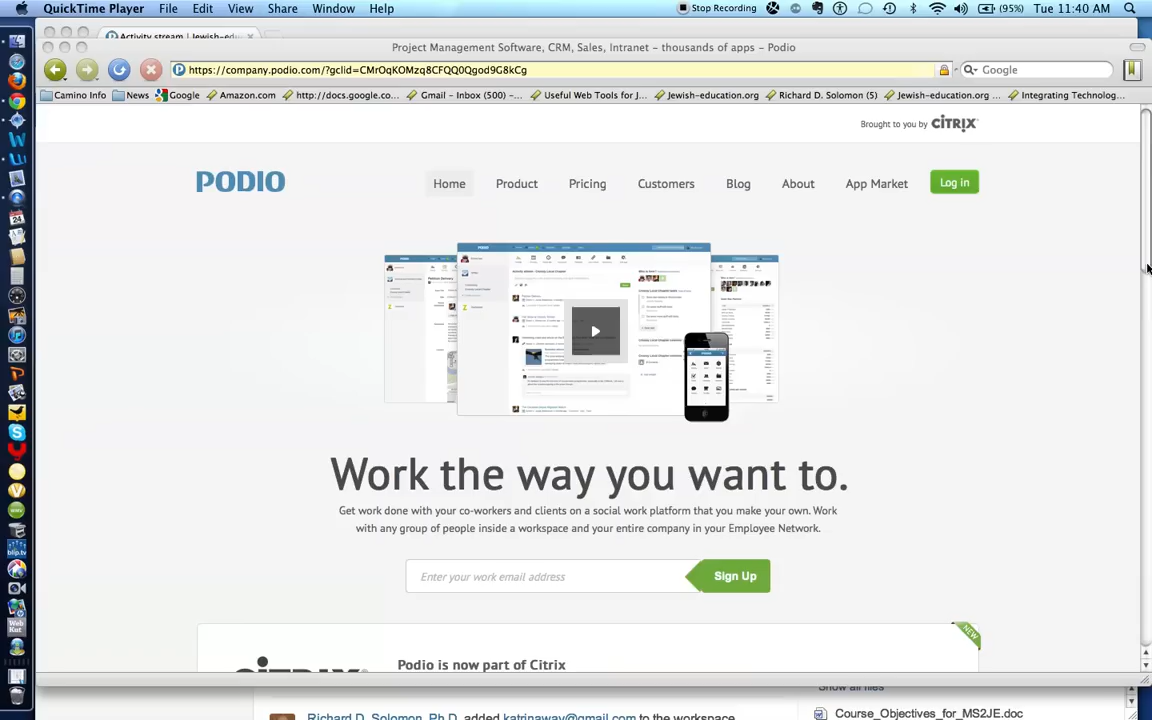 QuickTime Player File Edit View Share Window Help Stop Recording (95%) Tue 11:40 AM
Activity stream | Jewish-edu...
Project Management Software, CRM, Sales, Intranet – thousands of apps – Podio
https://company.podio.com/?gclid=CMrOqKOMzq8CFQQ0Qgod9G8kCg Google
Camino Info News Google Amazon.com http://docs.google.co... Gmail - Inbox (500) -... Useful Web Tools for J... Jewish-education.org Richard D. Solomon (5) Jewish-education.org ... Integrating Technolog...
Brought to you by CITRIX
PODIO Home Product Pricing Customers Blog About App Market Log in
Work the way you want to.
Get work done with your co-workers and clients on a social work platform that you make your own. Work
with any group of people inside a workspace and your entire company in your Employee Network.
Enter your work email address Sign Up
NEW
CITRIX Podio is now part of Citrix
Show all files
Richard D. Solomon, Ph.D. added katrinaway@gmail.com to the workspace
Course_Objectives_for_MS2JE.doc